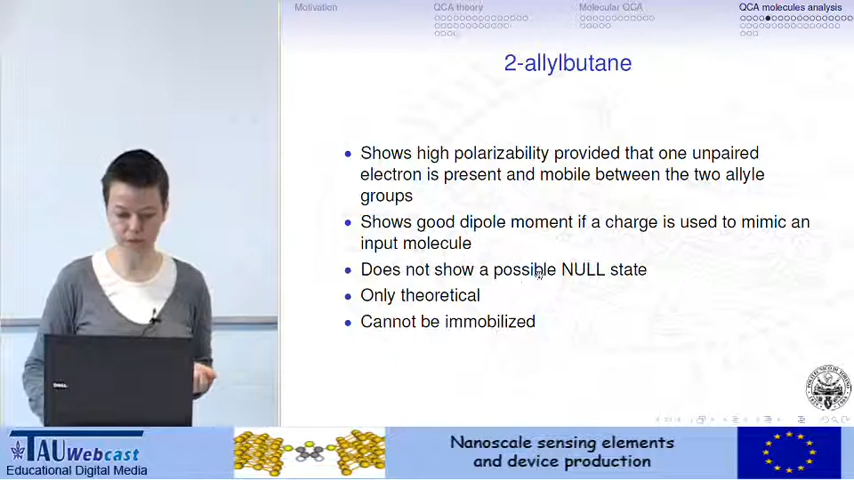 Motivation
QCA theory
Molecular QCA
QCA molecules analysis
2-allylbutane
Shows high polarizability provided that one unpaired
electron is present and mobile between the two allyle
groups
Shows good dipole moment if a charge is used to mimic an
input molecule
Does not show a possible NULL state
Only theoretical
Cannot be immobilized
DELL
TAU Webcast
Educational Digital Media
Nanoscale sensing elements
and device production